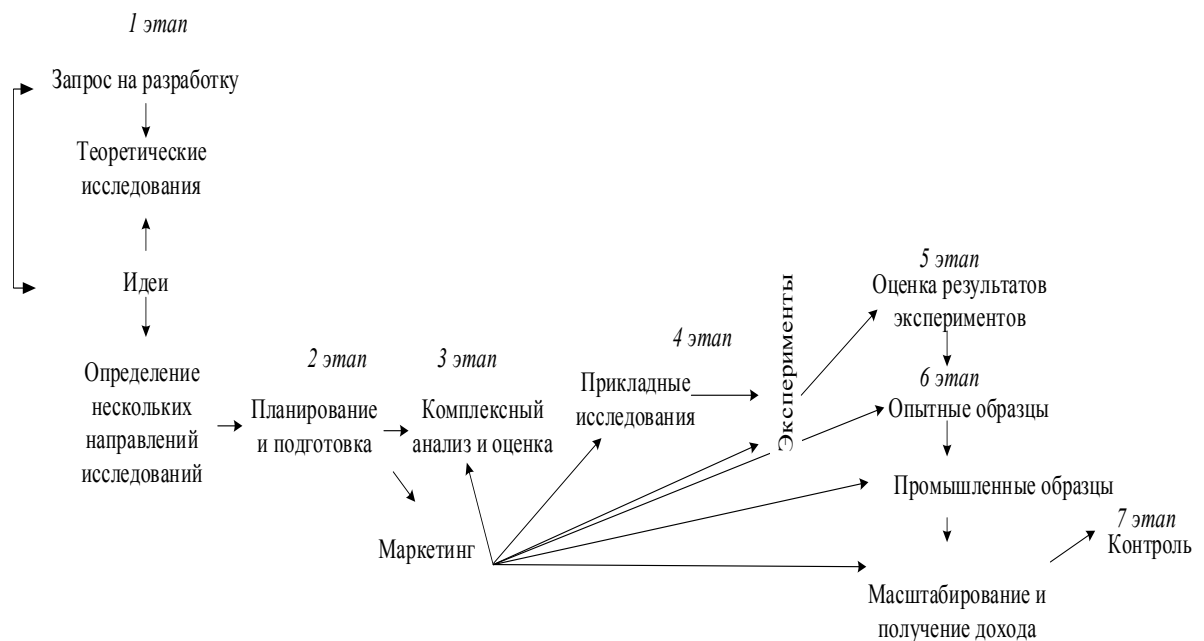 1 этап
Запрос на разработку
Теоретические
исследования
Идеи
Определение
нескольких
направлений
исследований
2 этап
Планирование
и подготовка
3 этап
Комплексный
анализ и оценка
Маркетинг
4 этап
Прикладные
исследования
Эксперименты
5 этап
Оценка результатов
экспериментов
6 этап
Опытные образцы
Промышленные образцы
Масштабирование и
получение дохода
7 этап
Контроль